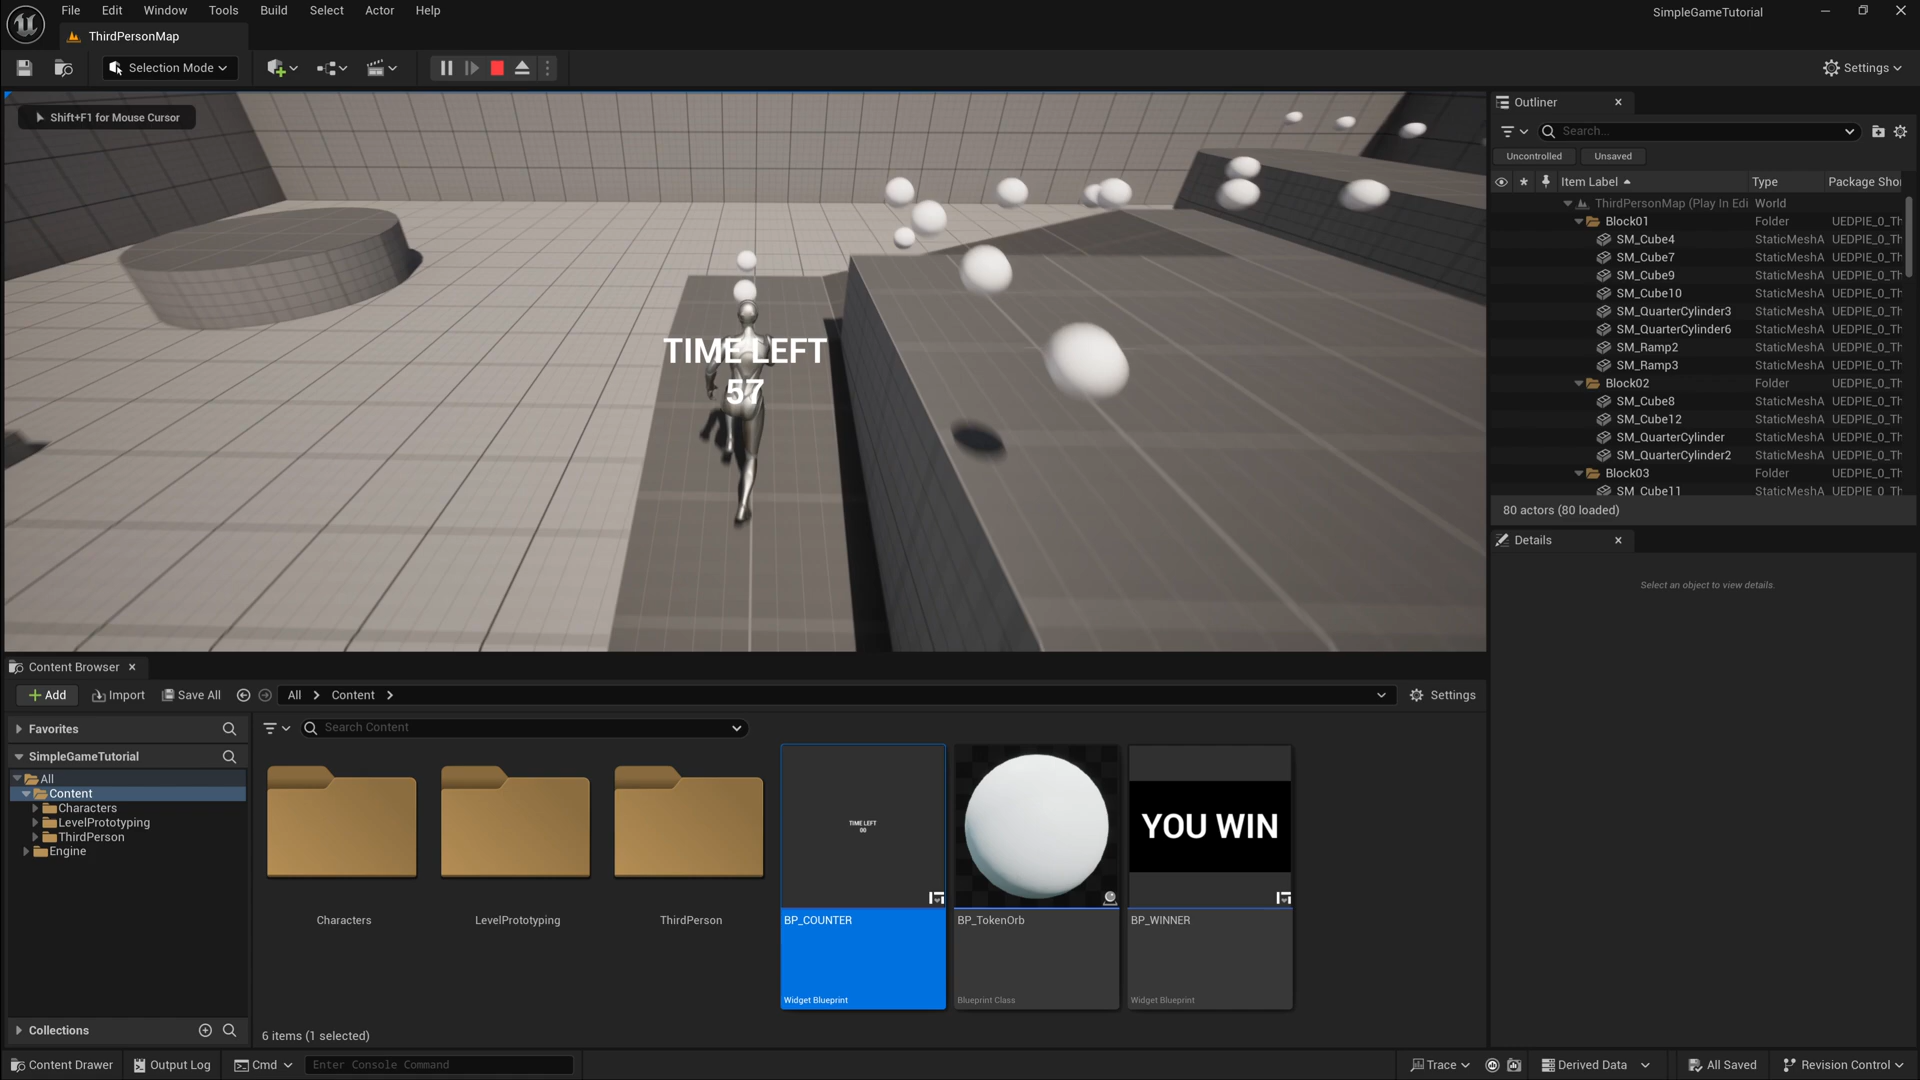 File Edit Window Tools Build Select Actor Help
SimpleGameTutorial
ThirdPersonMap
Selection Mode
Settings
Shift+F1 for Mouse Cursor
TIME LEFT
57
Outliner
Search...
Uncontrolled Unsaved
Item Label Type Package Sho
ThirdPersonMap (Play In Edi World
Block01 Folder UEDPIE_0_Th
SM_Cube4 StaticMeshA UEDPIE_0_Th
SM_Cube7 StaticMeshA UEDPIE_0_Th
SM_Cube9 StaticMeshA UEDPIE_0_Th
SM_Cube10 StaticMeshA UEDPIE_0_Th
SM_QuarterCylinder3 StaticMeshA UEDPIE_0_Th
SM_QuarterCylinder6 StaticMeshA UEDPIE_0_Th
SM_Ramp2 StaticMeshA UEDPIE_0_Th
SM_Ramp3 StaticMeshA UEDPIE_0_Th
Block02 Folder UEDPIE_0_Th
SM_Cube8 StaticMeshA UEDPIE_0_Th
SM_Cube12 StaticMeshA UEDPIE_0_Th
SM_QuarterCylinder StaticMeshA UEDPIE_0_Th
SM_QuarterCylinder2 StaticMeshA UEDPIE_0_Th
Block03 Folder UEDPIE_0_Th
SM_Cube11 StaticMeshA UEDPIE_0_Th
80 actors (80 loaded)
Details
Select an object to view details.
Content Browser
Add Import Save All All Content Settings
Favorites
Search Content
SimpleGameTutorial
All
Content
Characters
LevelPrototyping
ThirdPerson
Engine
Collections
TIME LEFT
00
YOU WIN
Characters LevelPrototyping ThirdPerson BP_COUNTER BP_TokenOrb BP_WINNER
Widget Blueprint Blueprint Class Widget Blueprint
6 items (1 selected)
Content Drawer Output Log Cmd Enter Console Command Trace Derived Data All Saved Revision Control